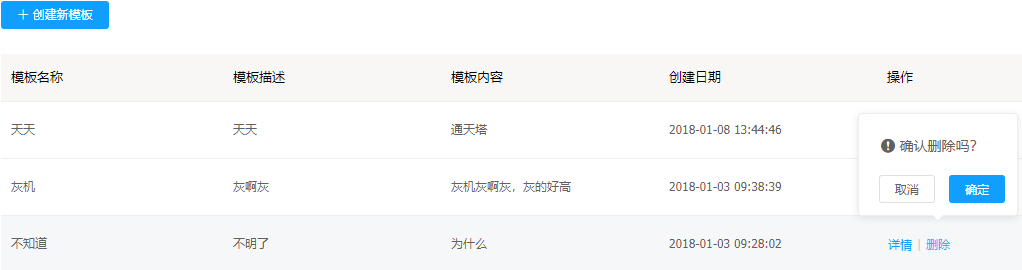 + 创建新模板
模板名称 模板描述 模板内容 创建日期 操作
天天 天天 通天塔 2018-01-08 13:44:46
确认删除吗?
灰机 灰啊灰 灰机灰啊灰，灰的好高 2018-01-03 09:38:39
取消 确定
不知道 不明了 为什么 2018-01-03 09:28:02 详情 | 删除